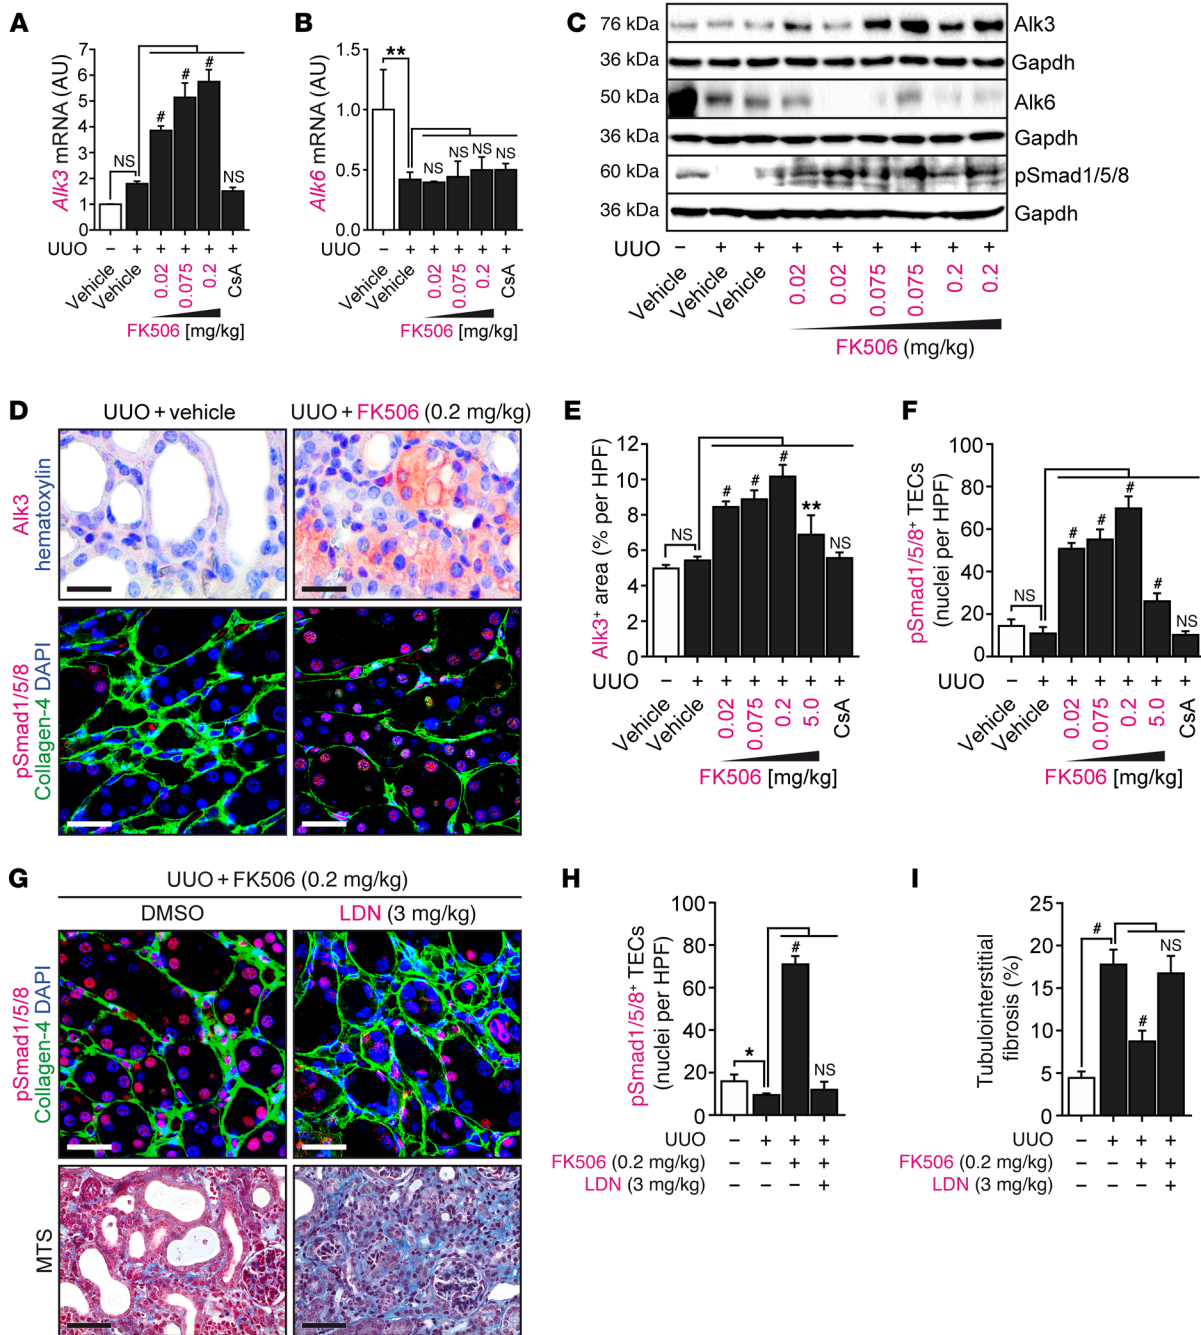 A
Alk3 mRNA (AU)
7
6
5
4
3
2
1
0
NS
#
#
#
UUO
− + + + + +
Vehicle
Vehicle
0.02
0.075
0.2
CsA
FK506 [mg/kg]
B
Alk6 mRNA (AU)
1.5
1.0
0.5
0.0
**
NS NS NS NS
UUO
− + + + + +
Vehicle
Vehicle
0.02
0.075
0.2
CsA
FK506 [mg/kg]
C
76 kDa Alk3
36 kDa Gapdh
50 kDa Alk6
36 kDa Gapdh
60 kDa pSmad1/5/8
36 kDa Gapdh
UUO − + + + + + + + +
Vehicle
Vehicle
Vehicle
0.02
0.02
0.075
0.075
0.2
0.2
FK506 (mg/kg)
D
UUO + vehicle
UUO + FK506 (0.2 mg/kg)
Alk3
hematoxylin
pSmad1/5/8
Collagen-4 DAPI
E
Alk3+ area (% per HPF)
12
10
8
6
4
2
0
NS
#
#
#
**
NS
UUO − + + + + + +
Vehicle
Vehicle
0.02
0.075
0.2
5.0
CsA
FK506 [mg/kg]
F
pSmad1/5/8+ TECs
(nuclei per HPF)
100
80
60
40
20
0
NS
#
#
#
#
NS
UUO − + + + + + +
Vehicle
Vehicle
0.02
0.075
0.2
5.0
CsA
FK506 [mg/kg]
G
UUO + FK506 (0.2 mg/kg)
DMSO
LDN (3 mg/kg)
pSmad1/5/8
Collagen-4 DAPI
MTS
H
pSmad1/5/8+ TECs
(nuclei per HPF)
100
80
60
40
20
0
*
#
NS
UUO − + + +
FK506 (0.2 mg/kg) − − + +
LDN (3 mg/kg) − − − +
I
Tubulointerstitial
fibrosis (%)
25
20
15
10
5
0
#
#
NS
UUO − + + +
FK506 (0.2 mg/kg) − − + +
LDN (3 mg/kg) − − − +